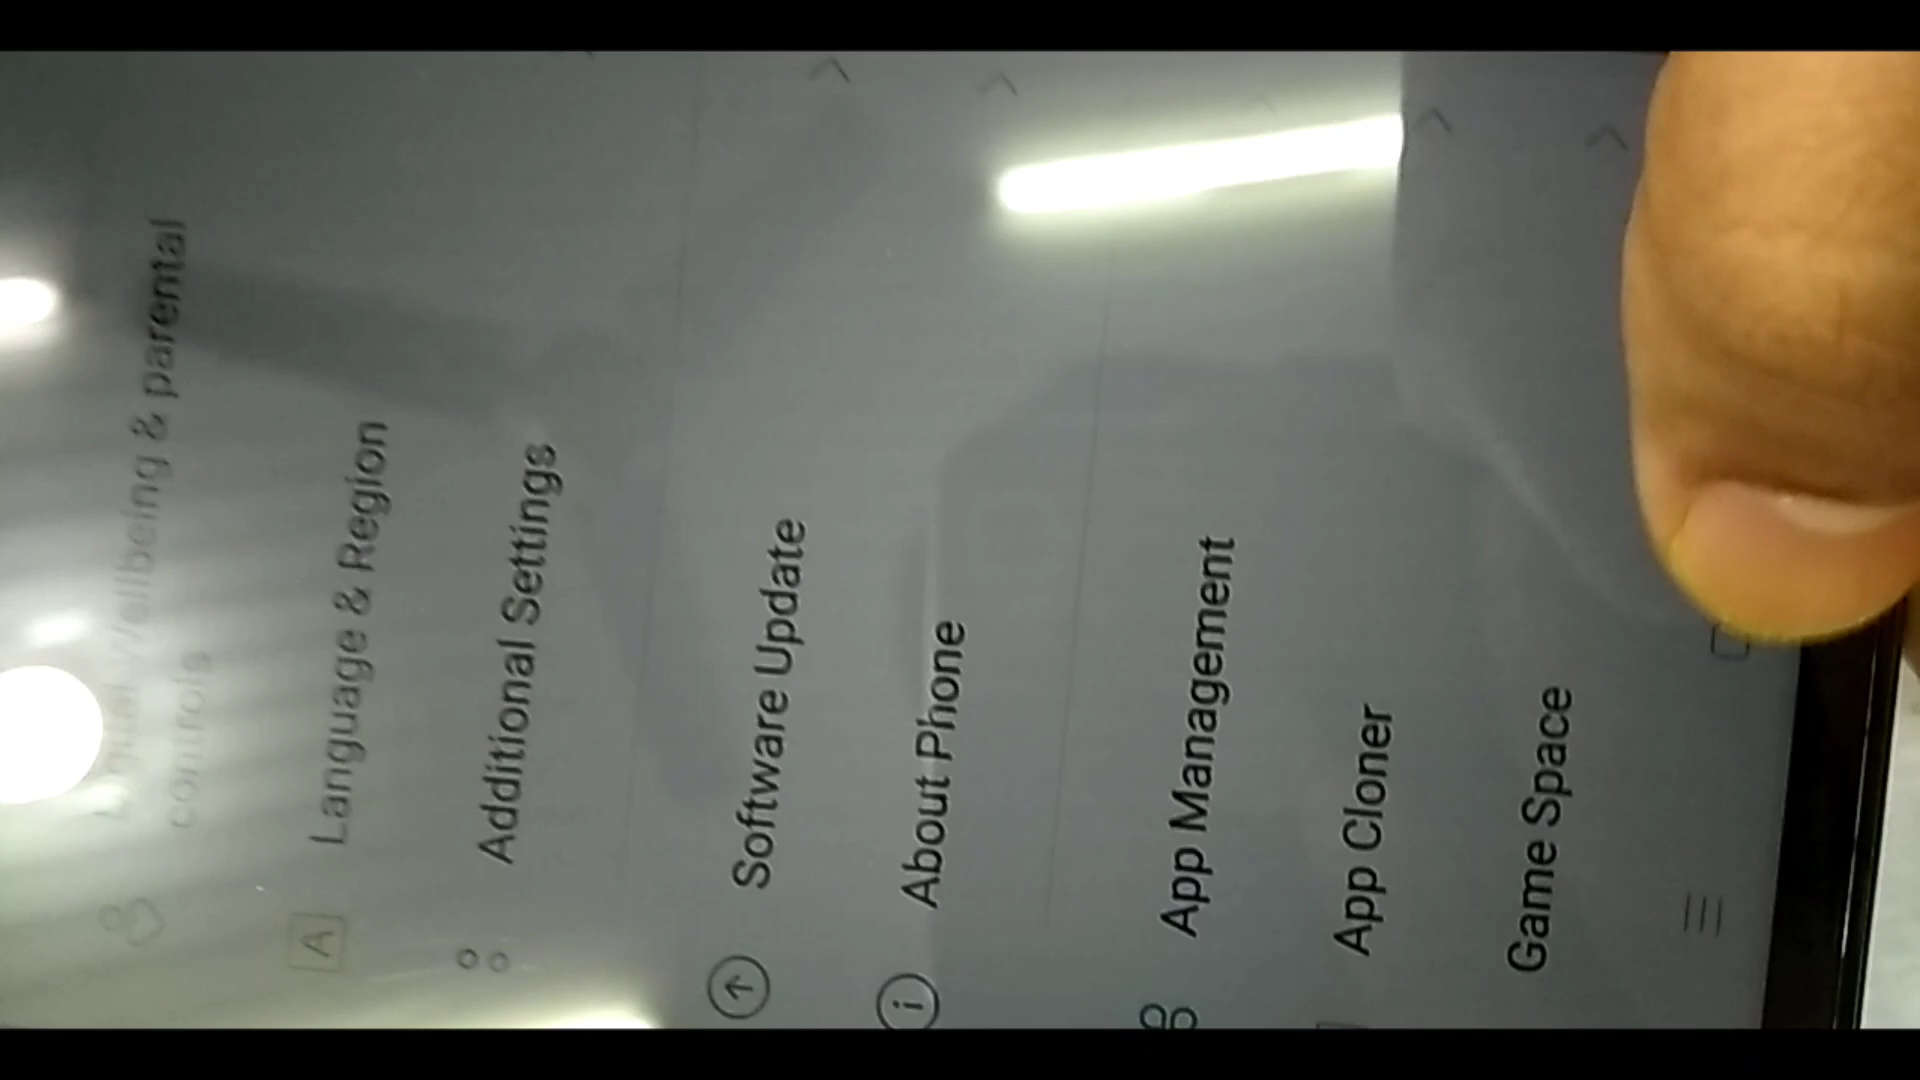 Digital Wellbeing & parental
controls
A
Language & Region
Additional Settings
Software Update
i
About Phone
App Management
App Cloner
Game Space